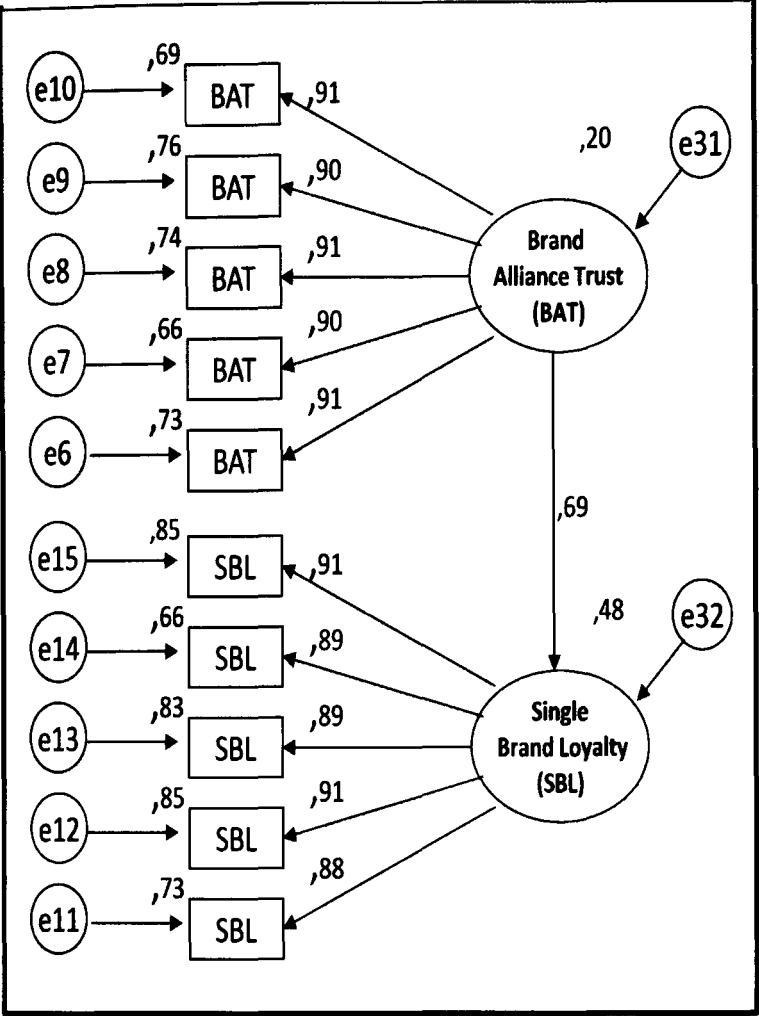 ,69
e10
BAT
,91
,20
e31
,76
e9
BAT
,90
Brand
Alliance Trust
(BAT)
,74
e8
BAT
,91
,66
e7
BAT
,90
,73
e6
BAT
,91
,69
,85
e15
SBL
,91
,48
e32
,66
e14
SBL
,89
Single
Brand Loyalty
(SBL)
,83
e13
SBL
,89
,85
e12
SBL
,91
,73
e11
SBL
,88